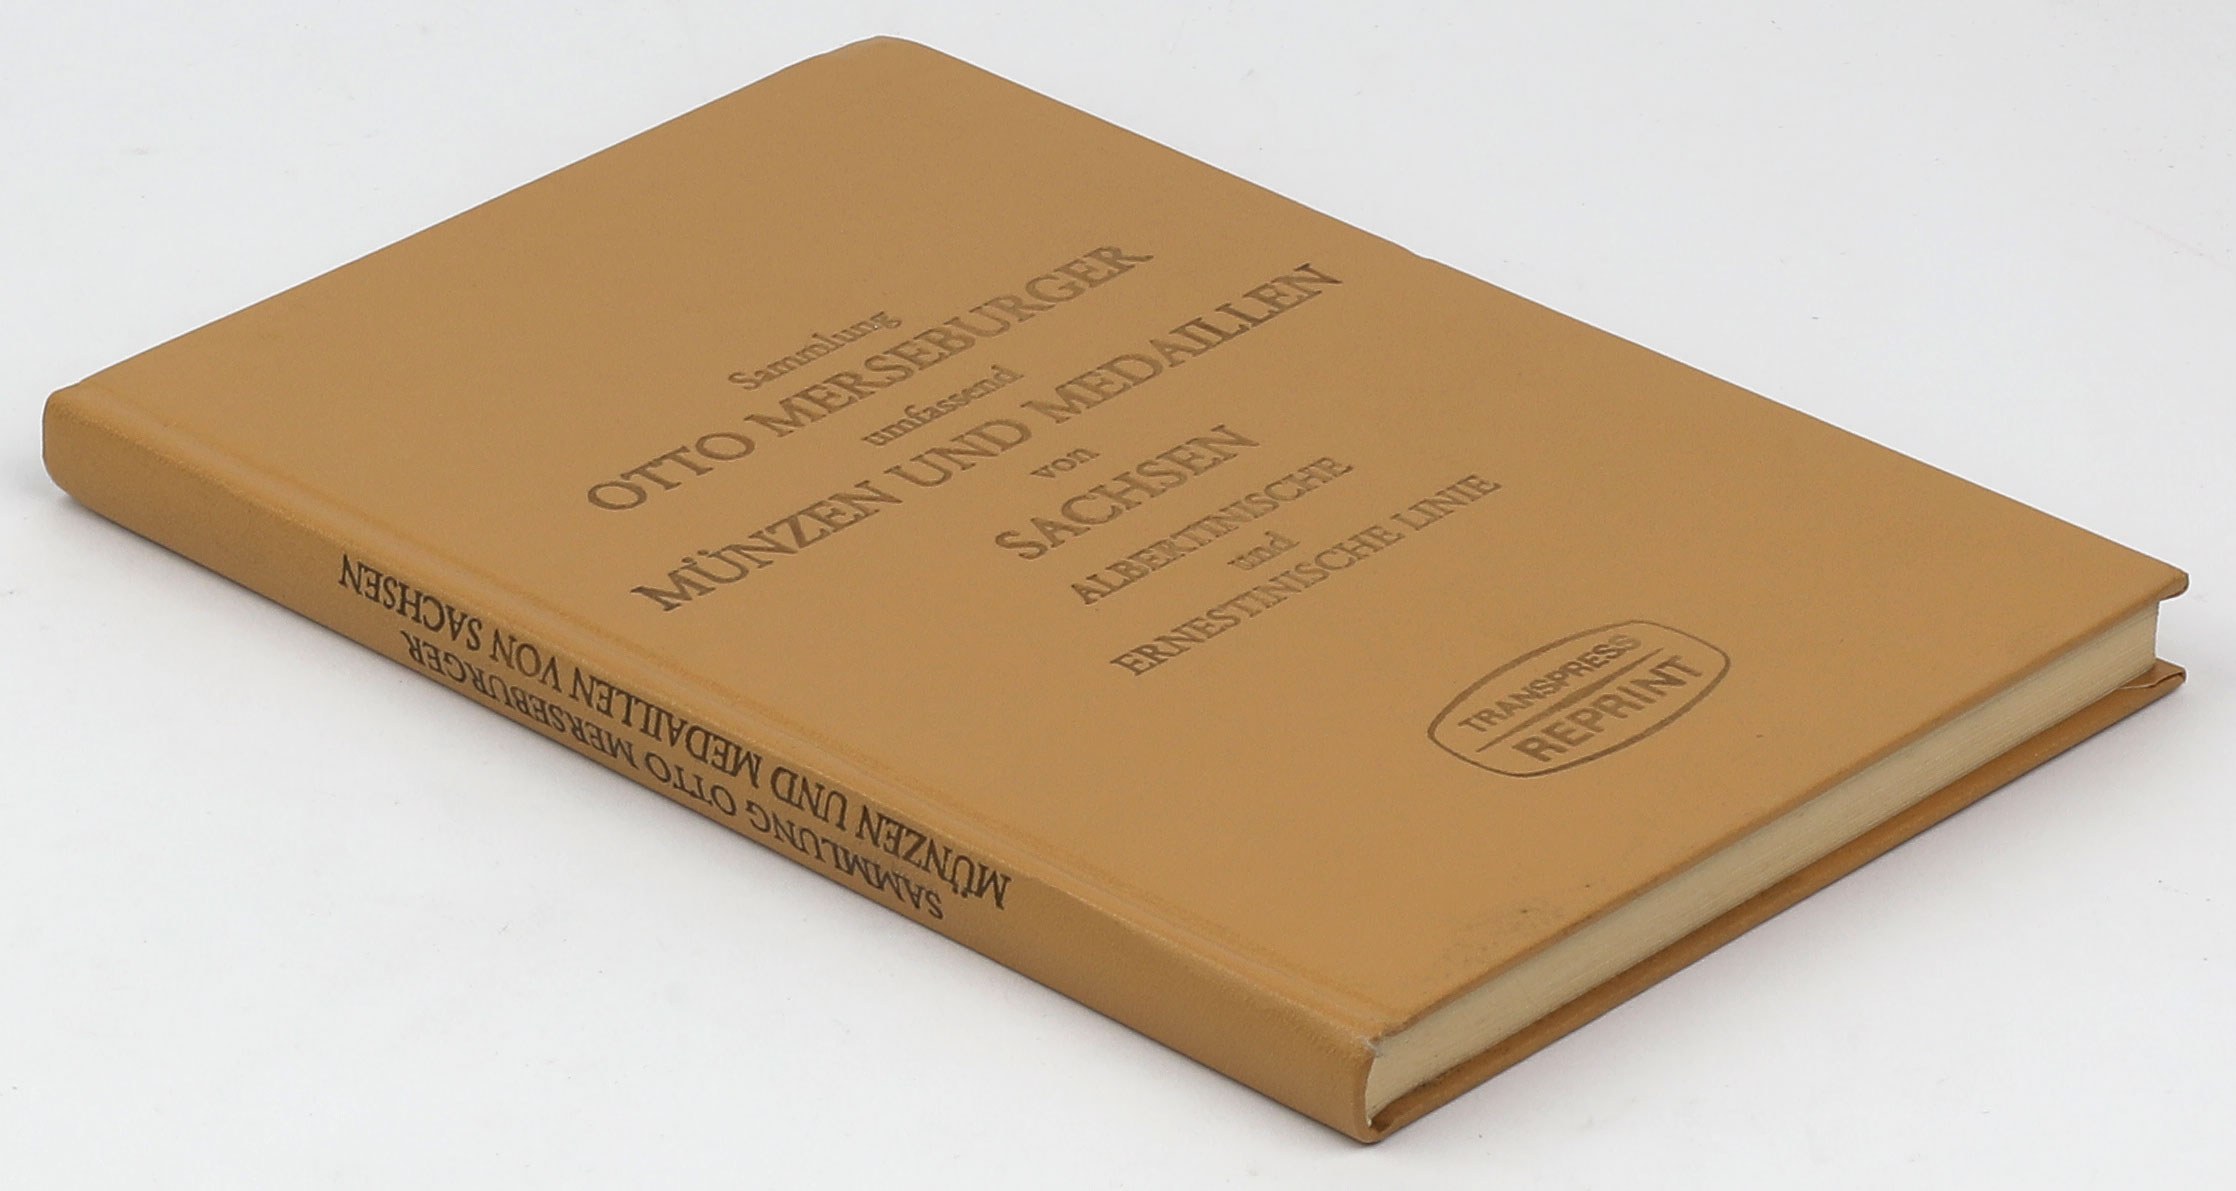 Sammlung
OTTO MERSEBURGER
umfassend
MÜNZEN UND MEDAILLEN
von
SACHSEN
ALBERTINISCHE
und
ERNESTINISCHE LINIE
TRANSPRESS
REPRINT
SAMMLUNG OTTO MERSEBURGER
MÜNZEN UND MEDAILLEN VON SACHSEN